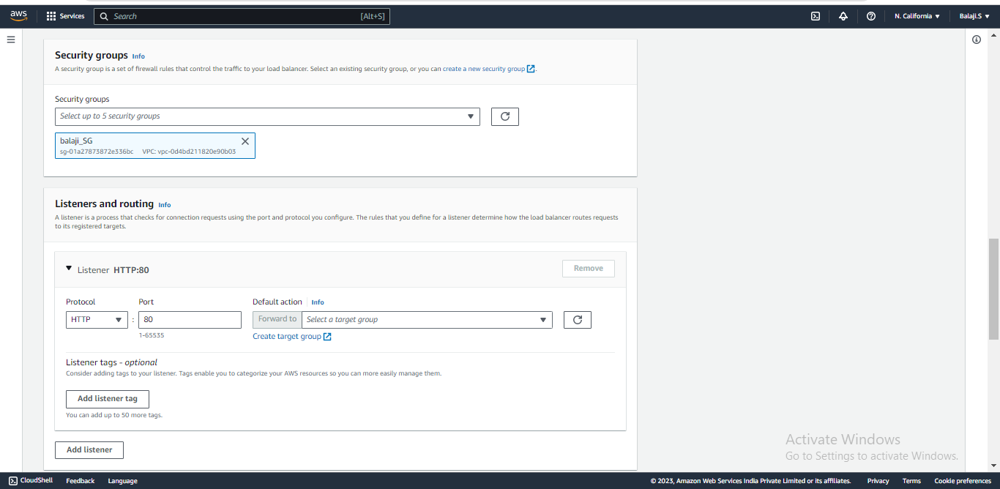 aws
Services
Search
[Alt+S]
N. California
Balaji.S
Security groups Info
A security group is a set of firewall rules that control the traffic to your load balancer. Select an existing security group, or you can create a new security group.
Security groups
Select up to 5 security groups
balaji_SG
sg-01a27873872e336bc VPC: vpc-0d4bd211820e90b03
Listeners and routing Info
A listener is a process that checks for connection requests using the port and protocol you configure. The rules that you define for a listener determine how the load balancer routes requests
to its registered targets.
Listener HTTP:80
Remove
Protocol Port Default action Info
HTTP : 80 Forward to Select a target group
1-65535
Create target group
Listener tags - optional
Consider adding tags to your listener. Tags enable you to categorize your AWS resources so you can more easily manage them.
Add listener tag
You can add up to 50 more tags.
Add listener
Activate Windows
Go to Settings to activate Windows.
CloudShell Feedback Language
© 2023, Amazon Web Services India Private Limited or its affiliates. Privacy Terms Cookie preferences